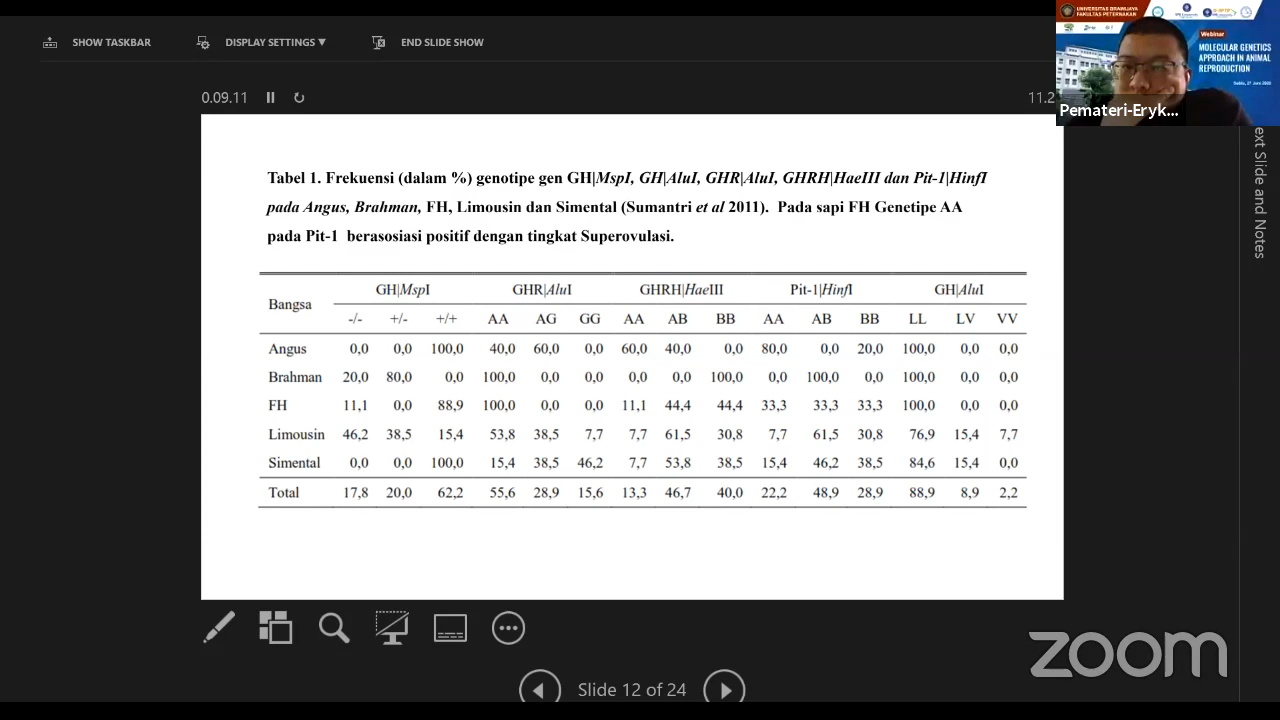 UNIVERSITAS BRAWIJAYA
FAKULTAS PETERNAKAN
Webinar
MOLECULAR GENETICS
APPROACH IN ANIMAL
REPRODUCTION
Pemateri-Eryk...
SHOW TASKBAR
DISPLAY SETTINGS ▼
END SLIDE SHOW
0.09.11
11.2
ext Slide and Notes
Tabel 1. Frekuensi (dalam %) genotipe gen GH|MspI, GH|AluI, GHR|AluI, GHRH|HaeIII dan Pit-1|HinfI
pada Angus, Brahman, FH, Limousin dan Simental (Sumantri et al 2011). Pada sapi FH Genetipe AA
pada Pit-1 berasosiasi positif dengan tingkat Superovulasi.
Bangsa GH|MspI GHR|AluI GHRH|HaeIII Pit-1|HinfI GH|AluI
-/- +/- +/+ AA AG GG AA AB BB AA AB BB LL LV VV
Angus 0,0 0,0 100,0 40,0 60,0 0,0 60,0 40,0 0,0 80,0 0,0 20,0 100,0 0,0 0,0
Brahman 20,0 80,0 0,0 100,0 0,0 0,0 0,0 0,0 100,0 0,0 100,0 0,0 100,0 0,0 0,0
FH 11,1 0,0 88,9 100,0 0,0 0,0 11,1 44,4 44,4 33,3 33,3 33,3 100,0 0,0 0,0
Limousin 46,2 38,5 15,4 53,8 38,5 7,7 7,7 61,5 30,8 7,7 61,5 30,8 76,9 15,4 7,7
Simental 0,0 0,0 100,0 15,4 38,5 46,2 7,7 53,8 38,5 15,4 46,2 38,5 84,6 15,4 0,0
Total 17,8 20,0 62,2 55,6 28,9 15,6 13,3 46,7 40,0 22,2 48,9 28,9 88,9 8,9 2,2
Slide 12 of 24
zoom